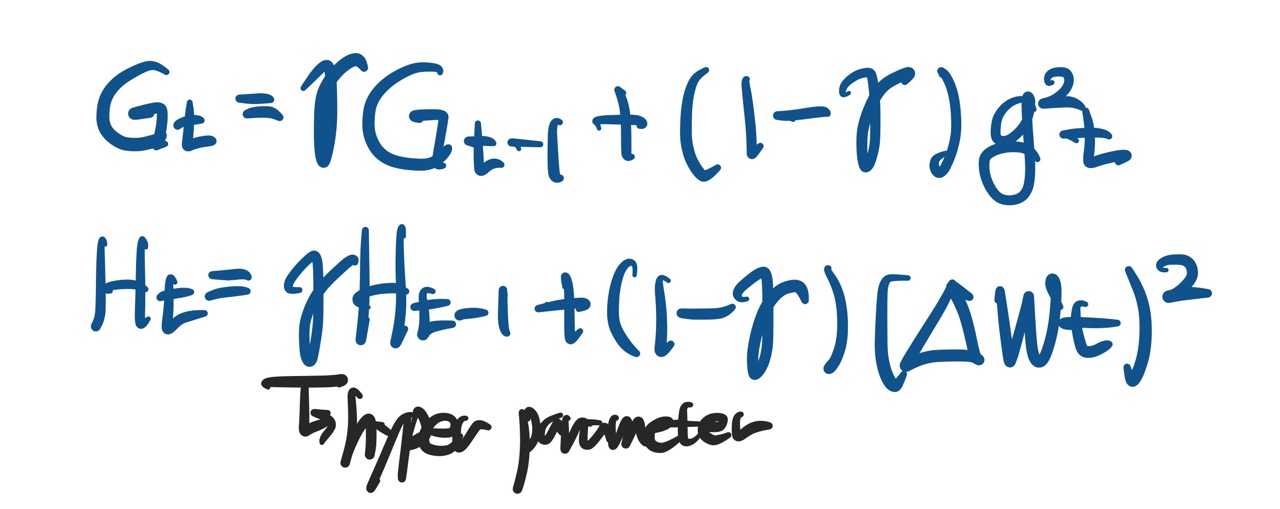 Gₜ = γGₜ₋₁ + (1-γ)g²ₜ
Hₜ = γHₜ₋₁ + (1-γ)(ΔWₜ)²
↳ hyper parameter